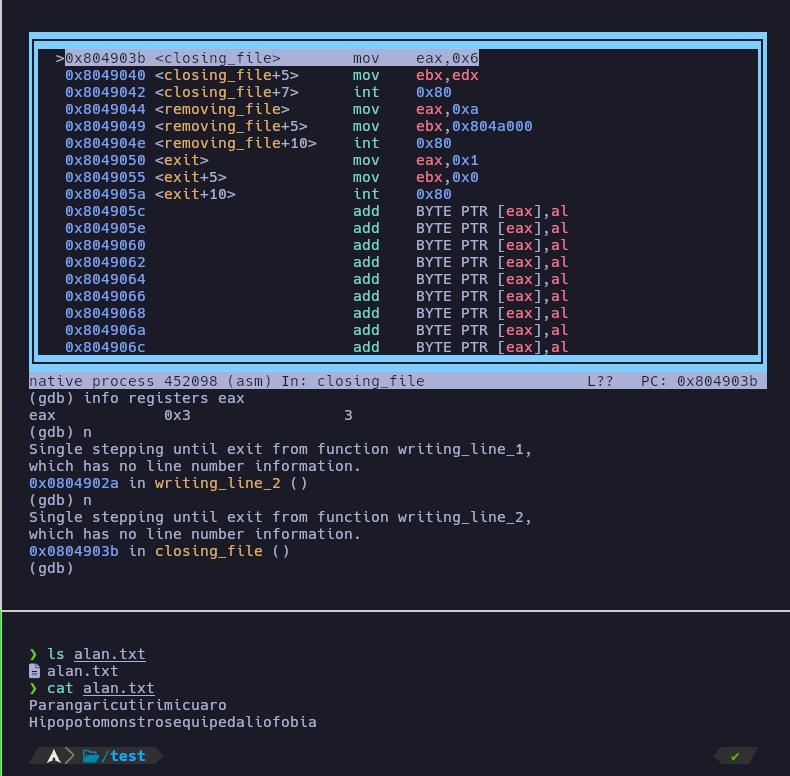 >0x804903b <closing_file> mov eax,0x6
0x8049040 <closing_file+5> mov ebx,edx
0x8049042 <closing_file+7> int 0x80
0x8049044 <removing_file> mov eax,0xa
0x8049049 <removing_file+5> mov ebx,0x804a000
0x804904e <removing_file+10> int 0x80
0x8049050 <exit> mov eax,0x1
0x8049055 <exit+5> mov ebx,0x0
0x804905a <exit+10> int 0x80
0x804905c add BYTE PTR [eax],al
0x804905e add BYTE PTR [eax],al
0x8049060 add BYTE PTR [eax],al
0x8049062 add BYTE PTR [eax],al
0x8049064 add BYTE PTR [eax],al
0x8049066 add BYTE PTR [eax],al
0x8049068 add BYTE PTR [eax],al
0x804906a add BYTE PTR [eax],al
0x804906c add BYTE PTR [eax],al
native process 452098 (asm) In: closing_file L?? PC: 0x804903b
(gdb) info registers eax
eax 0x3 3
(gdb) n
Single stepping until exit from function writing_line_1,
which has no line number information.
0x0804902a in writing_line_2 ()
(gdb) n
Single stepping until exit from function writing_line_2,
which has no line number information.
0x0804903b in closing_file ()
(gdb)
❯ ls alan.txt
alan.txt
❯ cat alan.txt
Parangaricutirimicuaro
Hipopotomonstrosequipedaliofobia
/test ✔